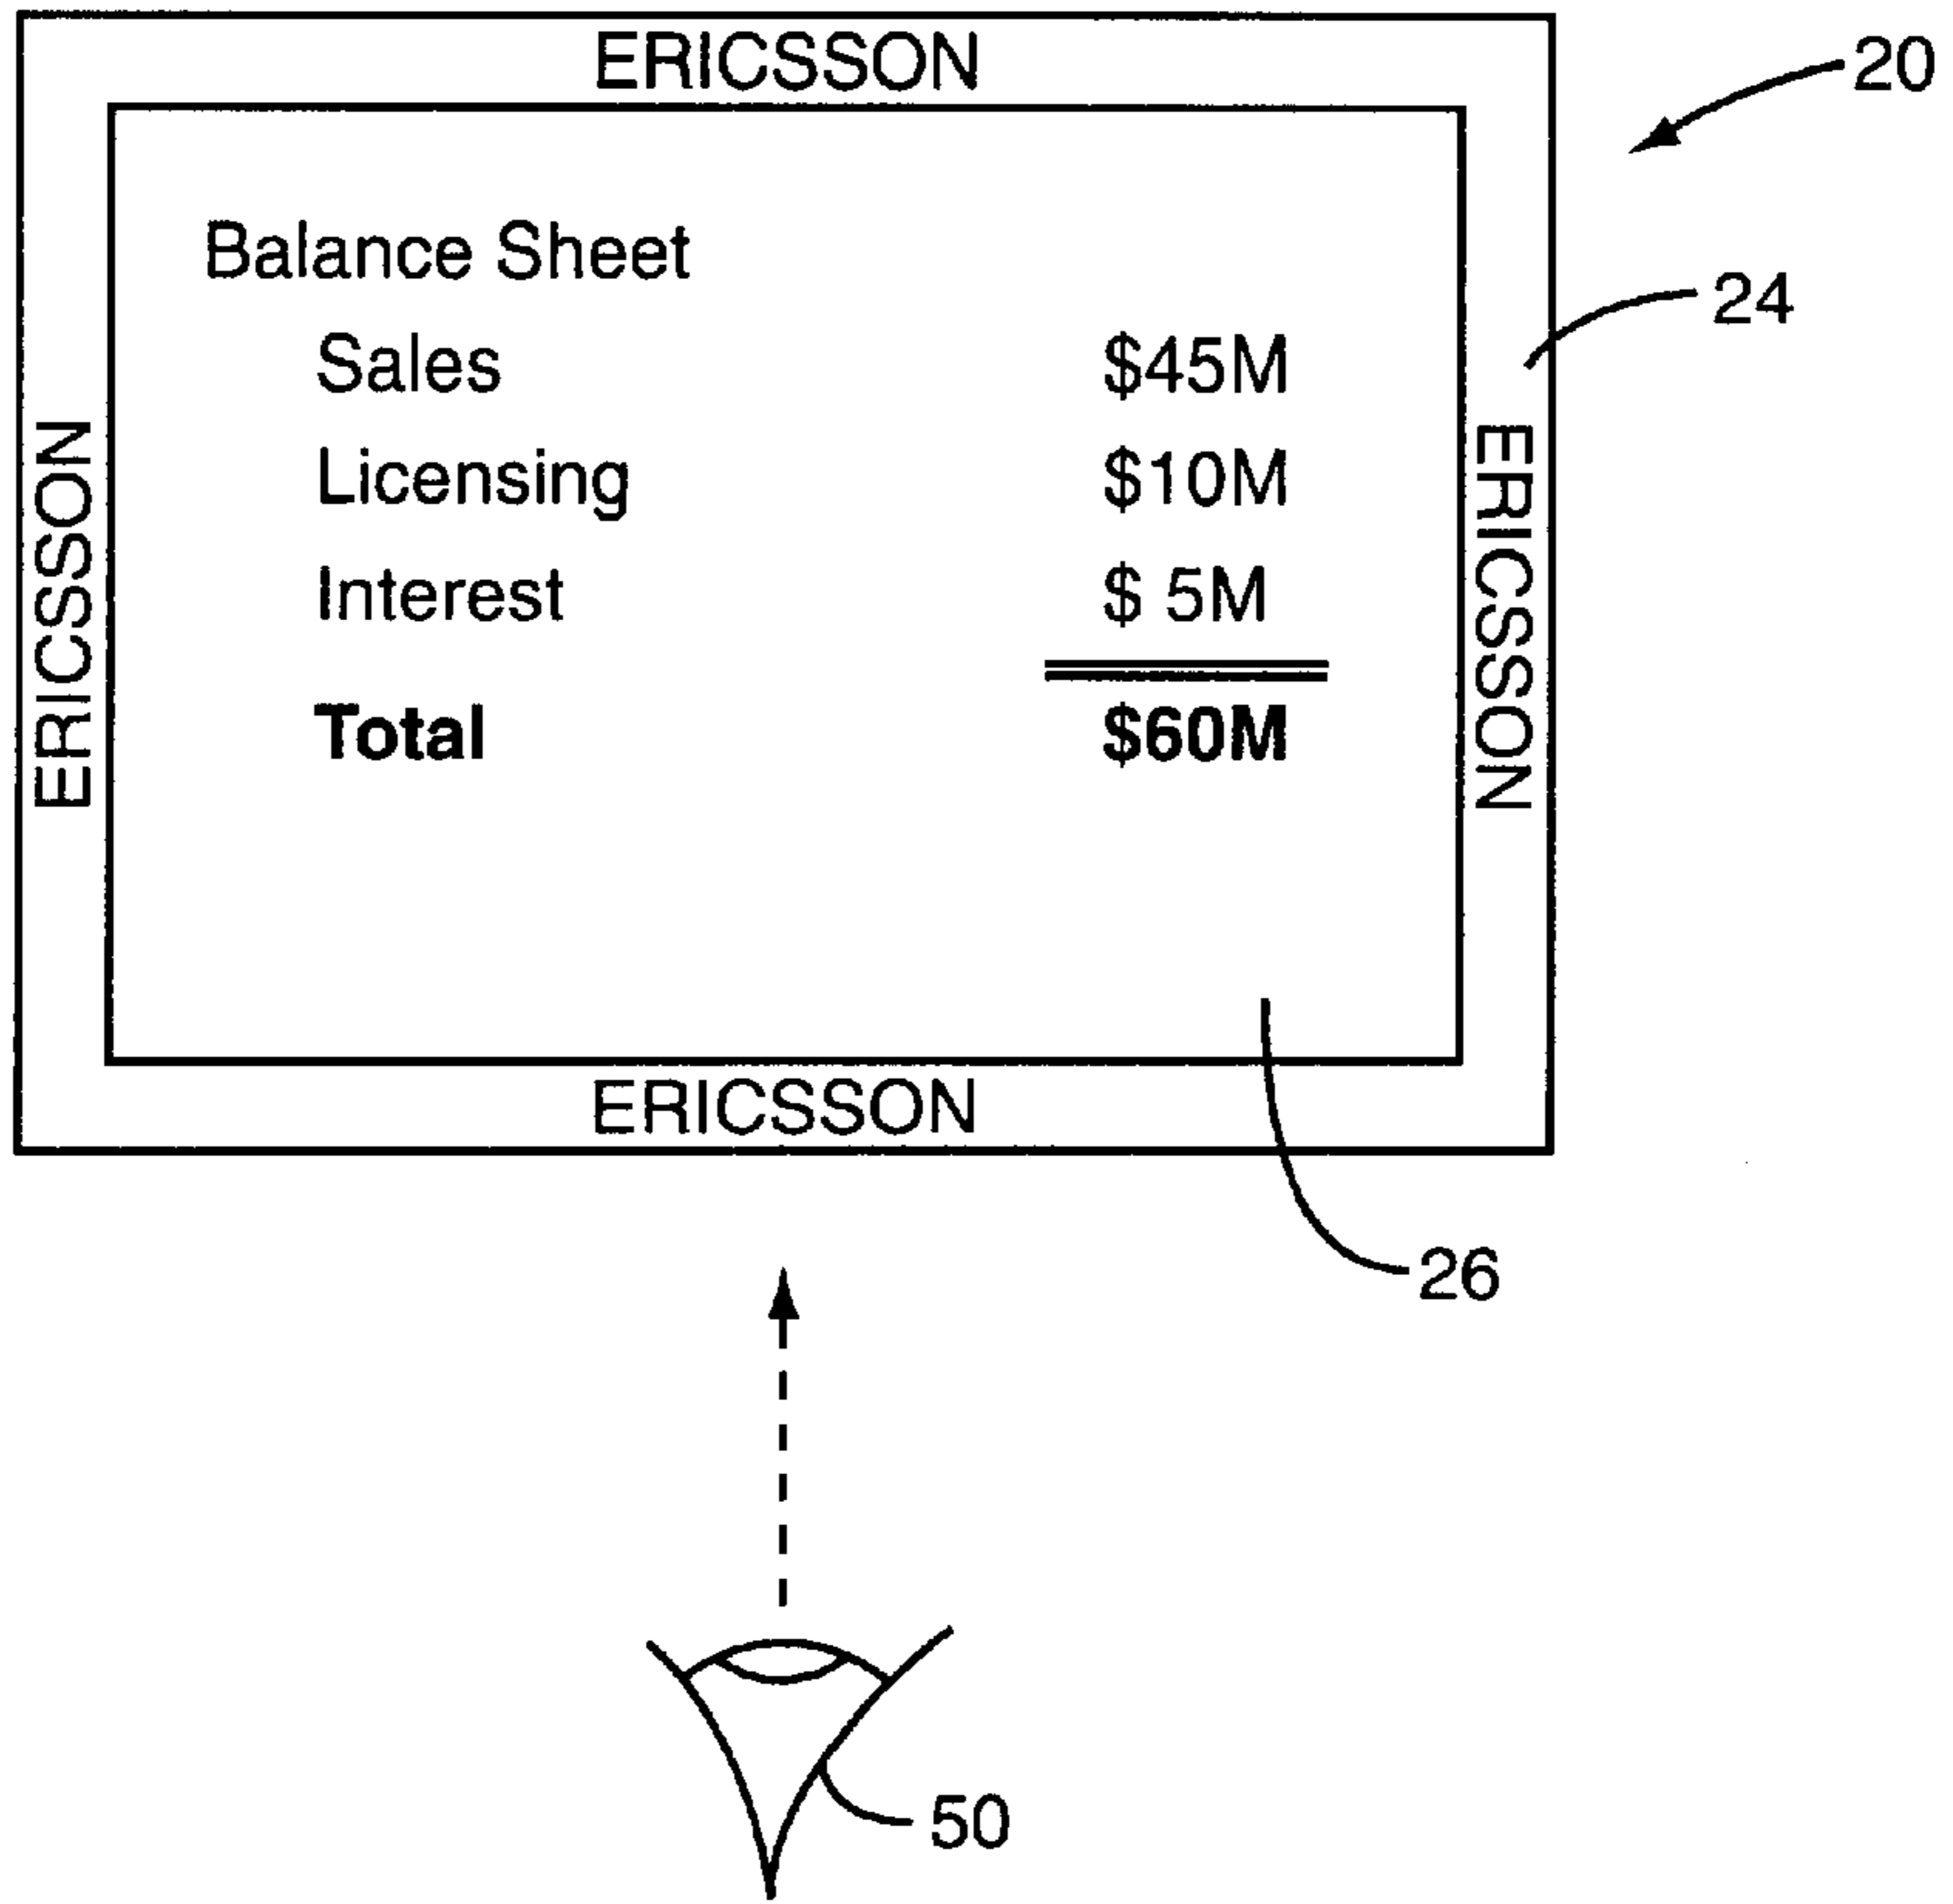 ERICSSON
20
Balance Sheet
24
Sales $45M
Licensing $10M
Interest $ 5M
Total $60M
ERICSSON
ERICSSON
ERICSSON
26
50